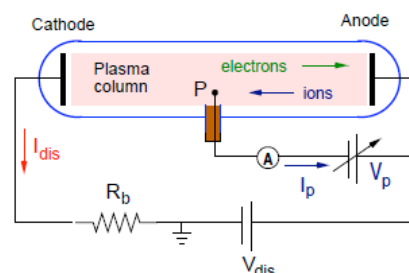 Cathode
Anode
Plasma
column
electrons
P
ions
I_dis
A
I_p
V_p
R_b
V_dis